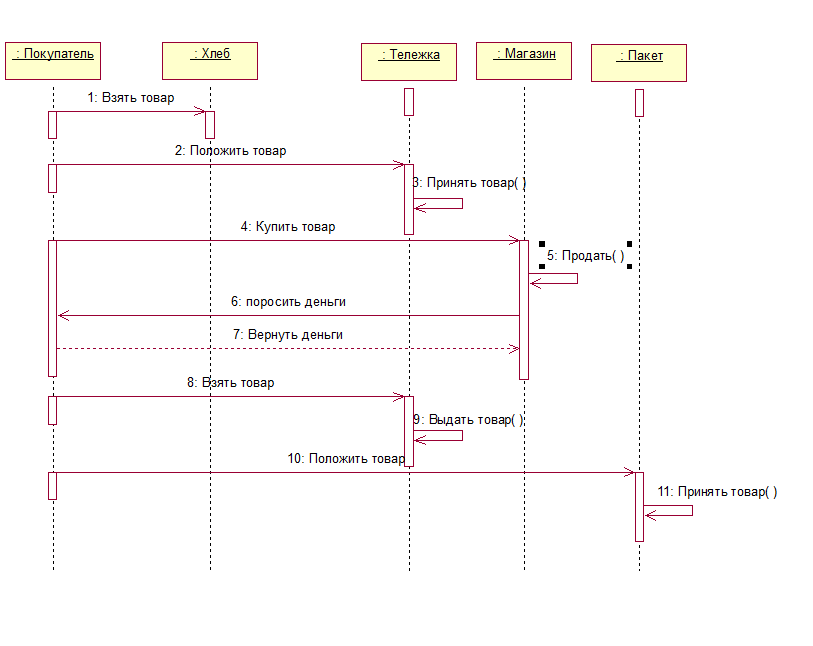 : Покупатель
: Хлеб
: Тележка
: Магазин
: Пакет
1: Взять товар
2: Положить товар
3: Принять товар( )
4: Купить товар
5: Продать( )
6: поросить деньги
7: Вернуть деньги
8: Взять товар
9: Выдать товар( )
10: Положить товар
11: Принять товар( )